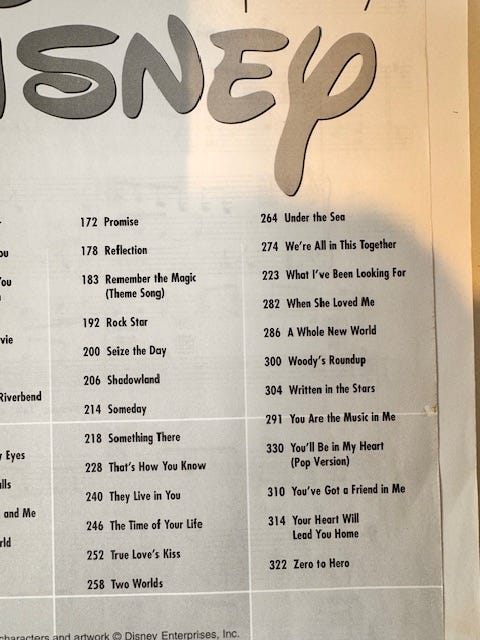 ISNEY
ou
You
vie
Riverbend
y Eyes
lls
and Me
rld
172 Promise
178 Reflection
183 Remember the Magic
(Theme Song)
192 Rock Star
200 Seize the Day
206 Shadowland
214 Someday
218 Something There
228 That's How You Know
240 They Live in You
246 The Time of Your Life
252 True Love's Kiss
258 Two Worlds
264 Under the Sea
274 We're All in This Together
223 What I've Been Looking For
282 When She Loved Me
286 A Whole New World
300 Woody's Roundup
304 Written in the Stars
291 You Are the Music in Me
330 You'll Be in My Heart
(Pop Version)
310 You've Got a Friend in Me
314 Your Heart Will
Lead You Home
322 Zero to Hero
characters and artwork © Disney Enterprises, Inc.